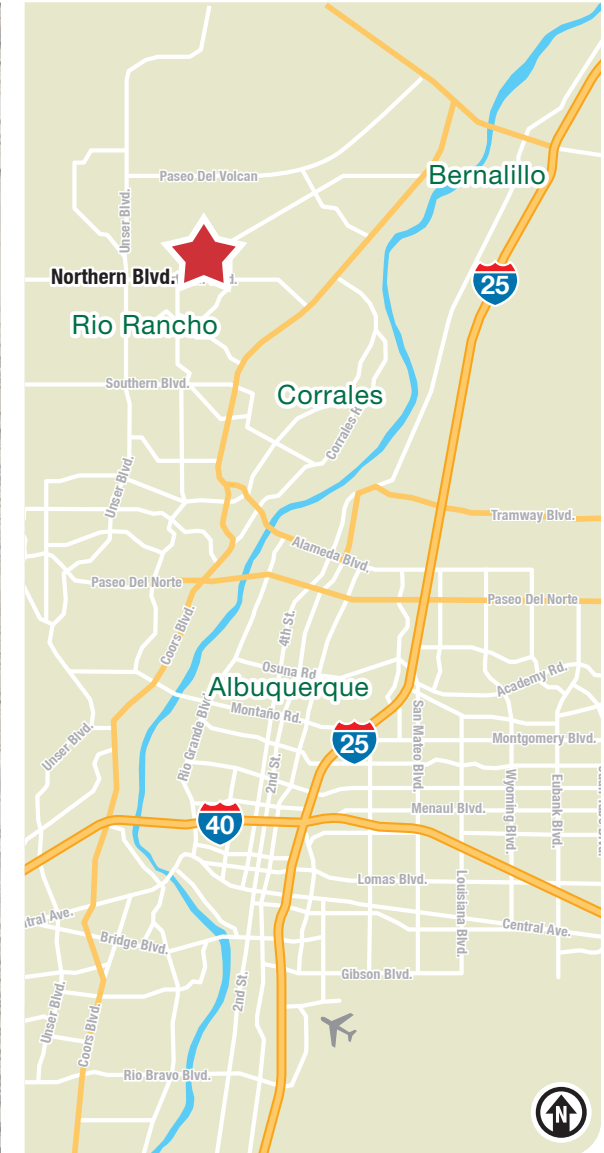 Bernalillo
Paseo Del Volcan
Unser Blvd.
Northern Blvd.
25
Rio Rancho
Southern Blvd.
Corrales
Corrales R
Unser Blvd.
Tramway Blvd.
Alameda Blvd.
Paseo Del Norte
Paseo Del Norte
Coors Blvd.
4th St.
Osuna Rd
Academy Rd.
Albuquerque
Rio Grande Blv
Montaño Rd.
San Mateo Blvd.
Unser Blvd.
25
Montgomery Blvd.
2nd St.
Wyoming Blvd.
Eubank Blvd.
Menaul Blvd.
40
Lomas Blvd.
Louisiana Blvd.
tral Ave.
Central Ave.
Bridge Blvd.
Gibson Blvd.
2nd St.
Unser Blvd.
Coors Blvd.
Rio Bravo Blvd.
N